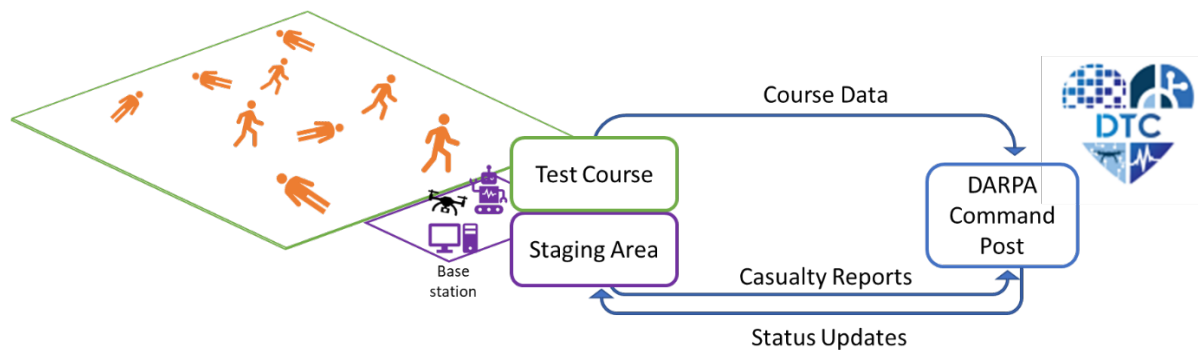 Course Data
DTC
Test Course
DARPA
Command
Post
Staging Area
Base
station
Casualty Reports
Status Updates